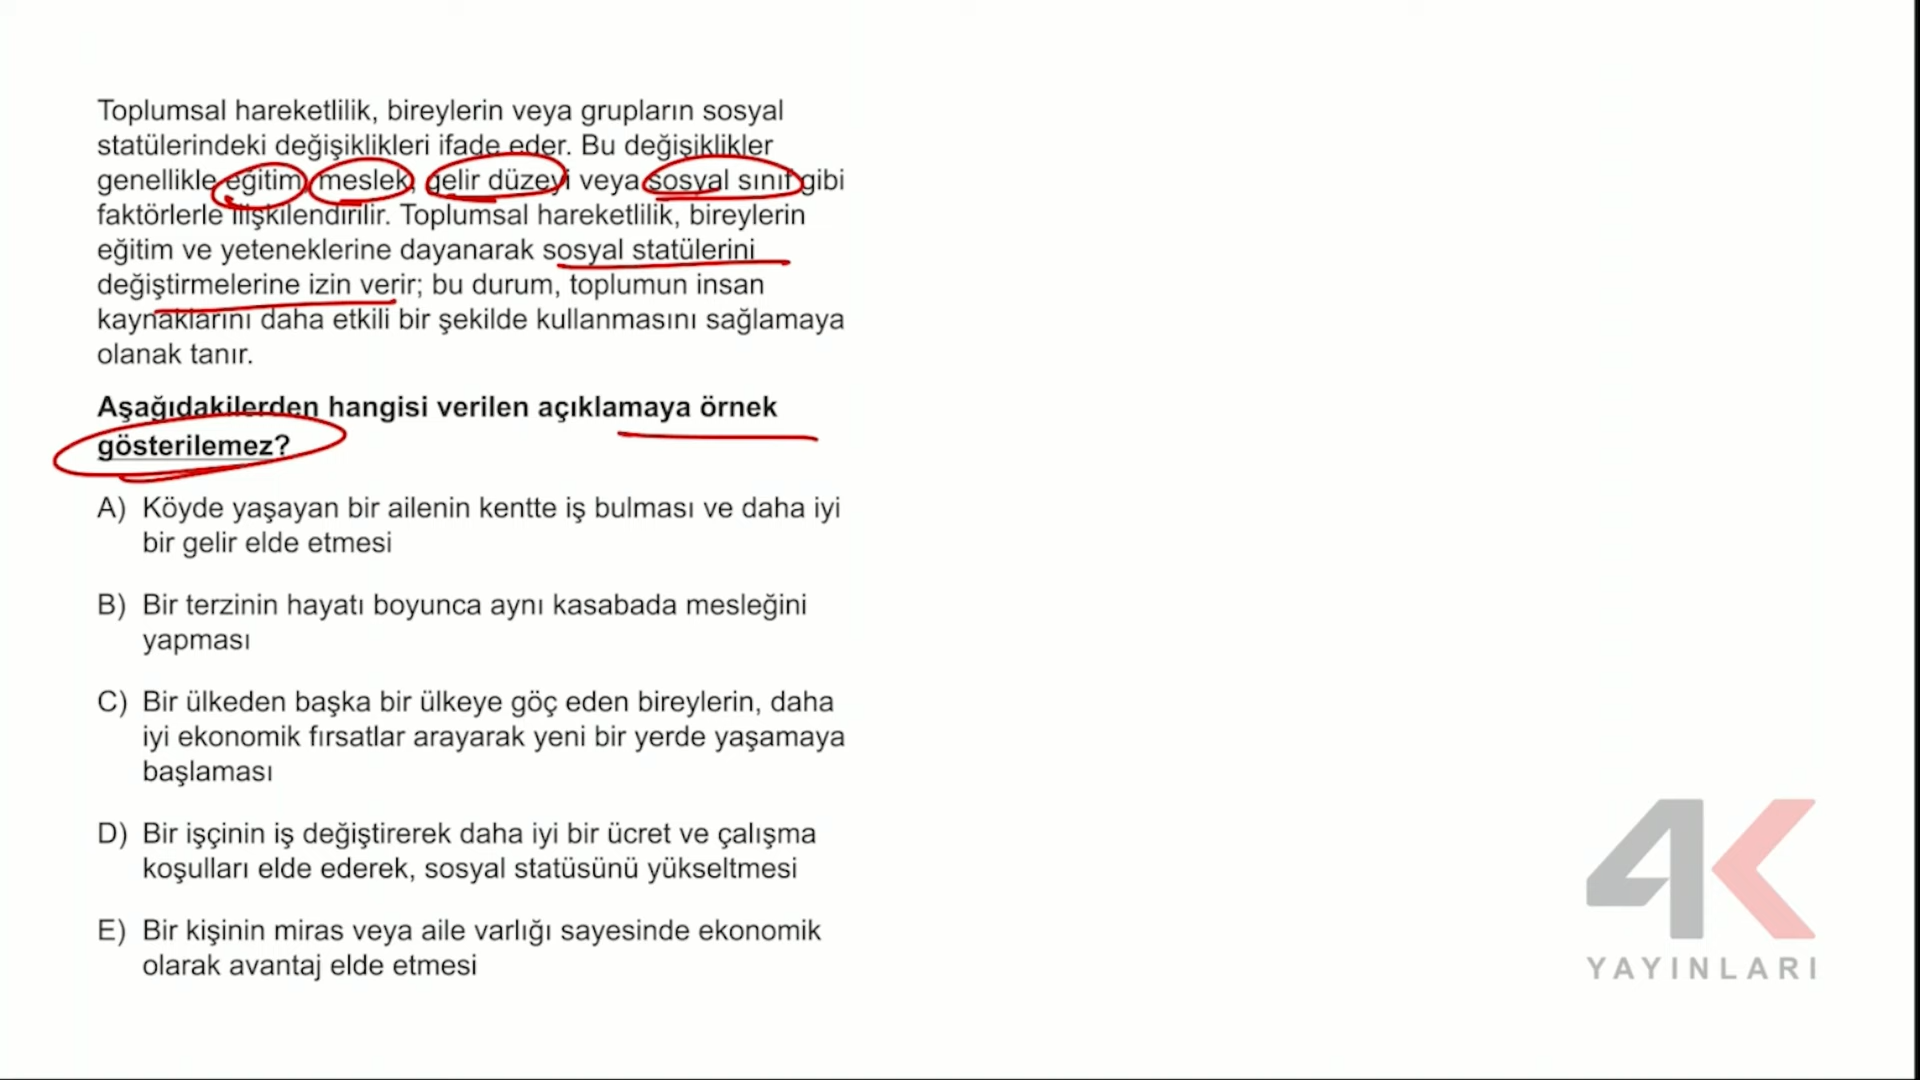 Toplumsal hareketlilik, bireylerin veya grupların sosyal
statülerindeki değişiklikleri ifade eder. Bu değişiklikler
genellikle eğitim, meslek, gelir düzeyi veya sosyal sınıf gibi
faktörlerle ilişkilendirilir. Toplumsal hareketlilik, bireylerin
eğitim ve yeteneklerine dayanarak sosyal statülerini
değiştirmelerine izin verir; bu durum, toplumun insan
kaynaklarını daha etkili bir şekilde kullanmasını sağlamaya
olanak tanır.
Aşağıdakilerden hangisi verilen açıklamaya örnek
gösterilemez?
A) Köyde yaşayan bir ailenin kentte iş bulması ve daha iyi
bir gelir elde etmesi
B) Bir terzinin hayatı boyunca aynı kasabada mesleğini
yapması
C) Bir ülkeden başka bir ülkeye göç eden bireylerin, daha
iyi ekonomik fırsatlar arayarak yeni bir yerde yaşamaya
başlaması
D) Bir işçinin iş değiştirerek daha iyi bir ücret ve çalışma
koşulları elde ederek, sosyal statüsünü yükseltmesi
E) Bir kişinin miras veya aile varlığı sayesinde ekonomik
olarak avantaj elde etmesi
4K
YAYINLARI